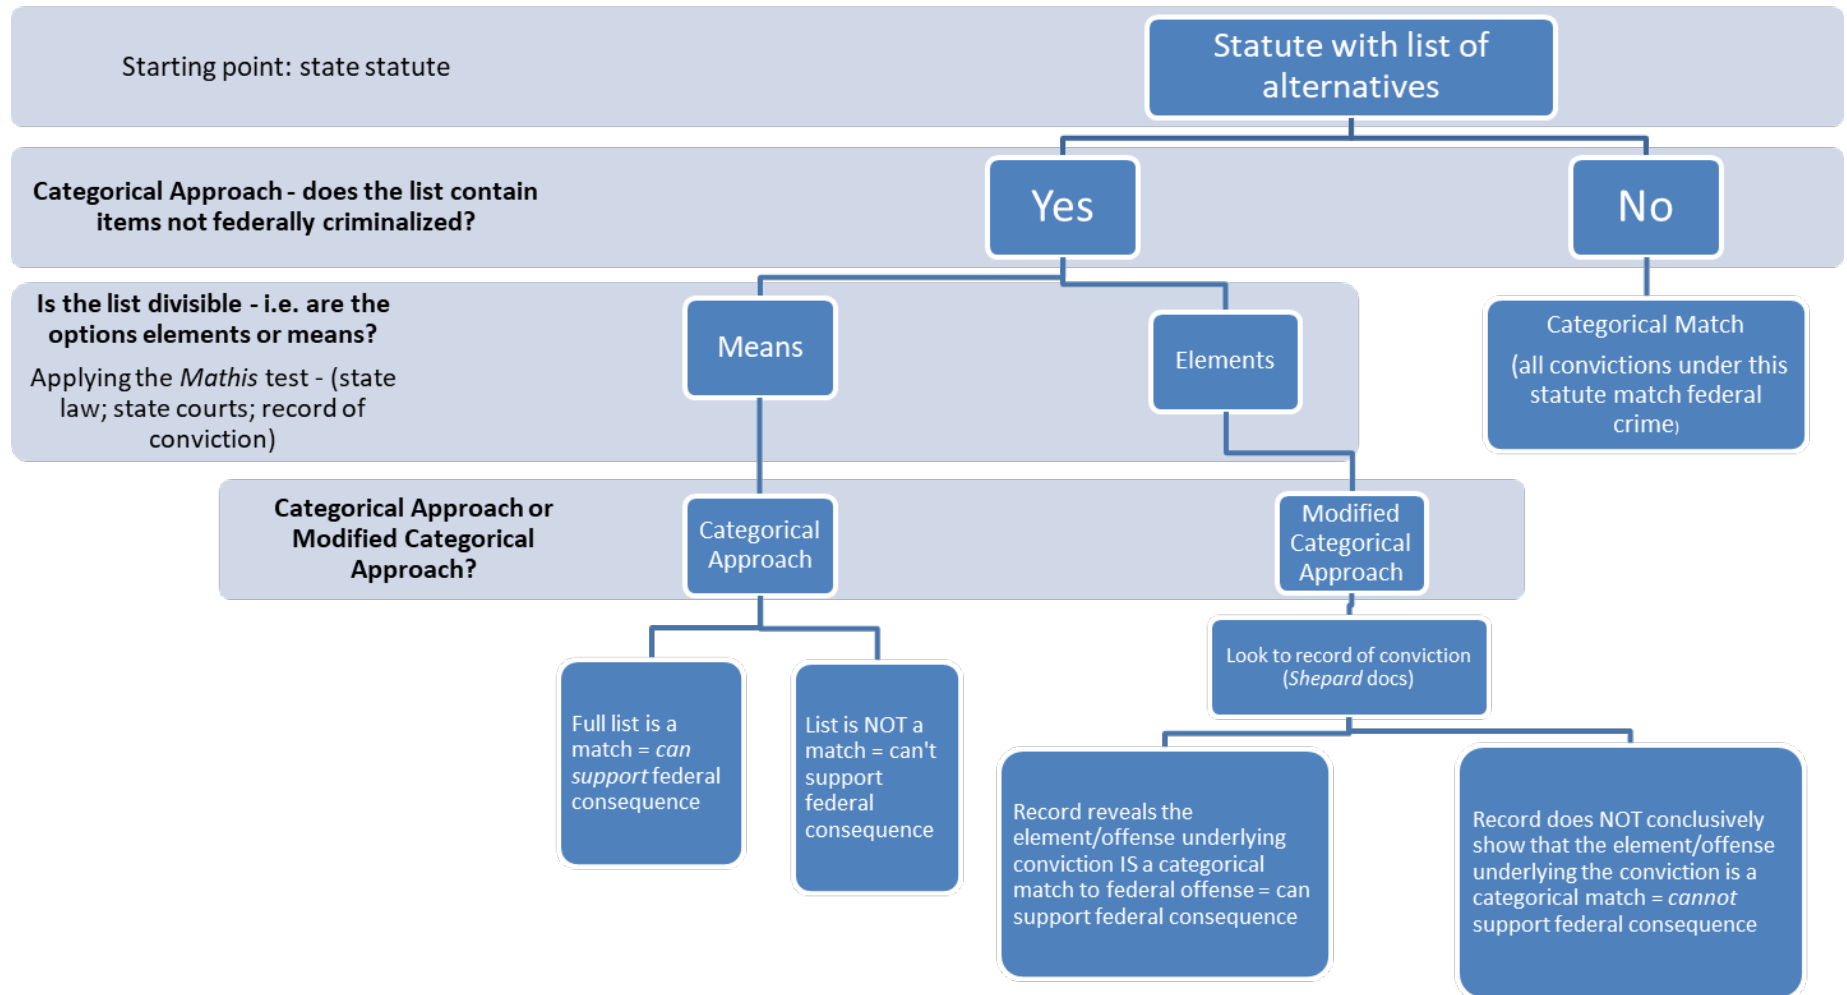 Starting point: state statute
Statute with list of
alternatives
Categorical Approach - does the list contain
items not federally criminalized?
Yes
No
Is the list divisible - i.e. are the
options elements or means?
Applying the Mathis test - (state
law; state courts; record of
conviction)
Means
Elements
Categorical Match
(all convictions under this
statute match federal
crime)
Categorical Approach or
Modified Categorical
Approach?
Categorical
Approach
Modified
Categorical
Approach
Look to record of conviction
(Shepard docs)
Full list is a
match = can
support federal
consequence
List is NOT a
match = can't
support
federal
consequence
Record reveals the
element/offense underlying
conviction IS a categorical
match to federal offense = can
support federal consequence
Record does NOT conclusively
show that the element/offense
underlying the conviction is a
categorical match = cannot
support federal consequence